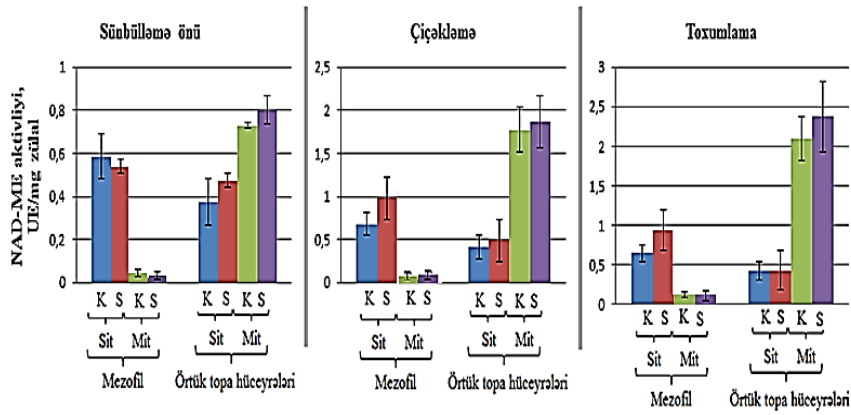 Sünbülləmə önü
Çiçəkləmə
Toxumlama
NAD-ME aktivliyi,
UE/mg zülal
1
0,8
0,6
0,4
0,2
0
K S K S K S K S
Sit Mit Sit Mit
Mezofil Örtük topa hüceyrələri
2,5
2
1,5
1
0,5
0
K S K S K S K S
Sit Mit Sit Mit
Mezofil Örtük topa hüceyrələri
3
2,5
2
1,5
1
0,5
0
K S K S K S K S
Sit Mit Sit Mit
Mezofil Örtük topa hüceyrələri